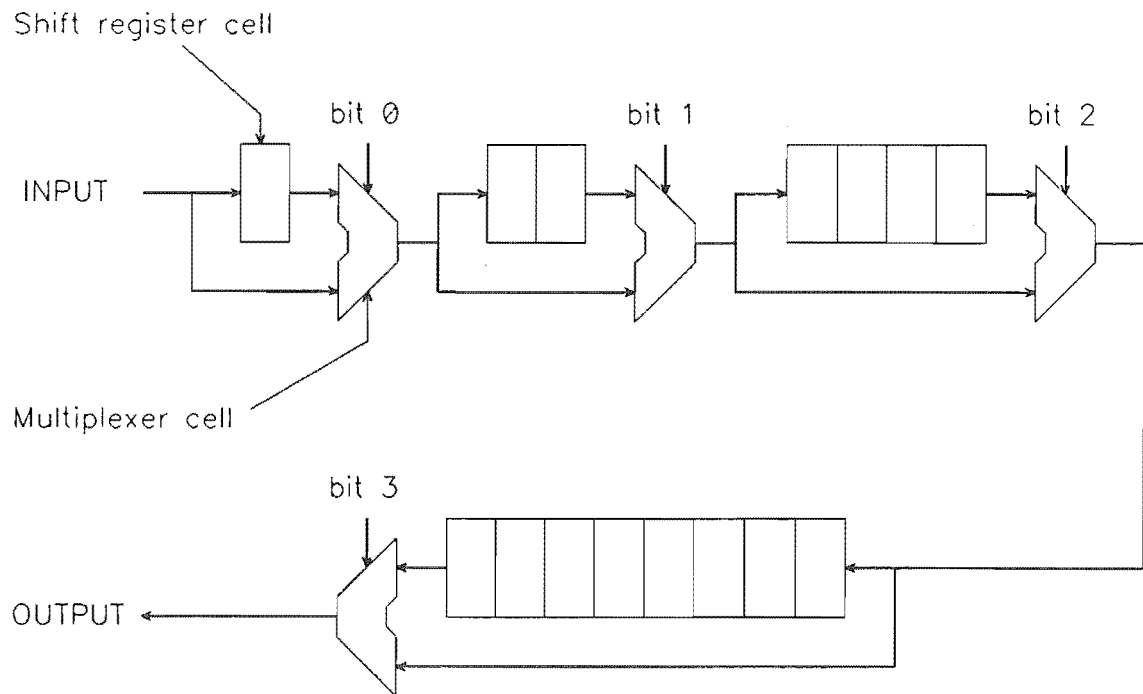 Shift register cell
bit 0
bit 1
bit 2
INPUT
Multiplexer cell
bit 3
OUTPUT